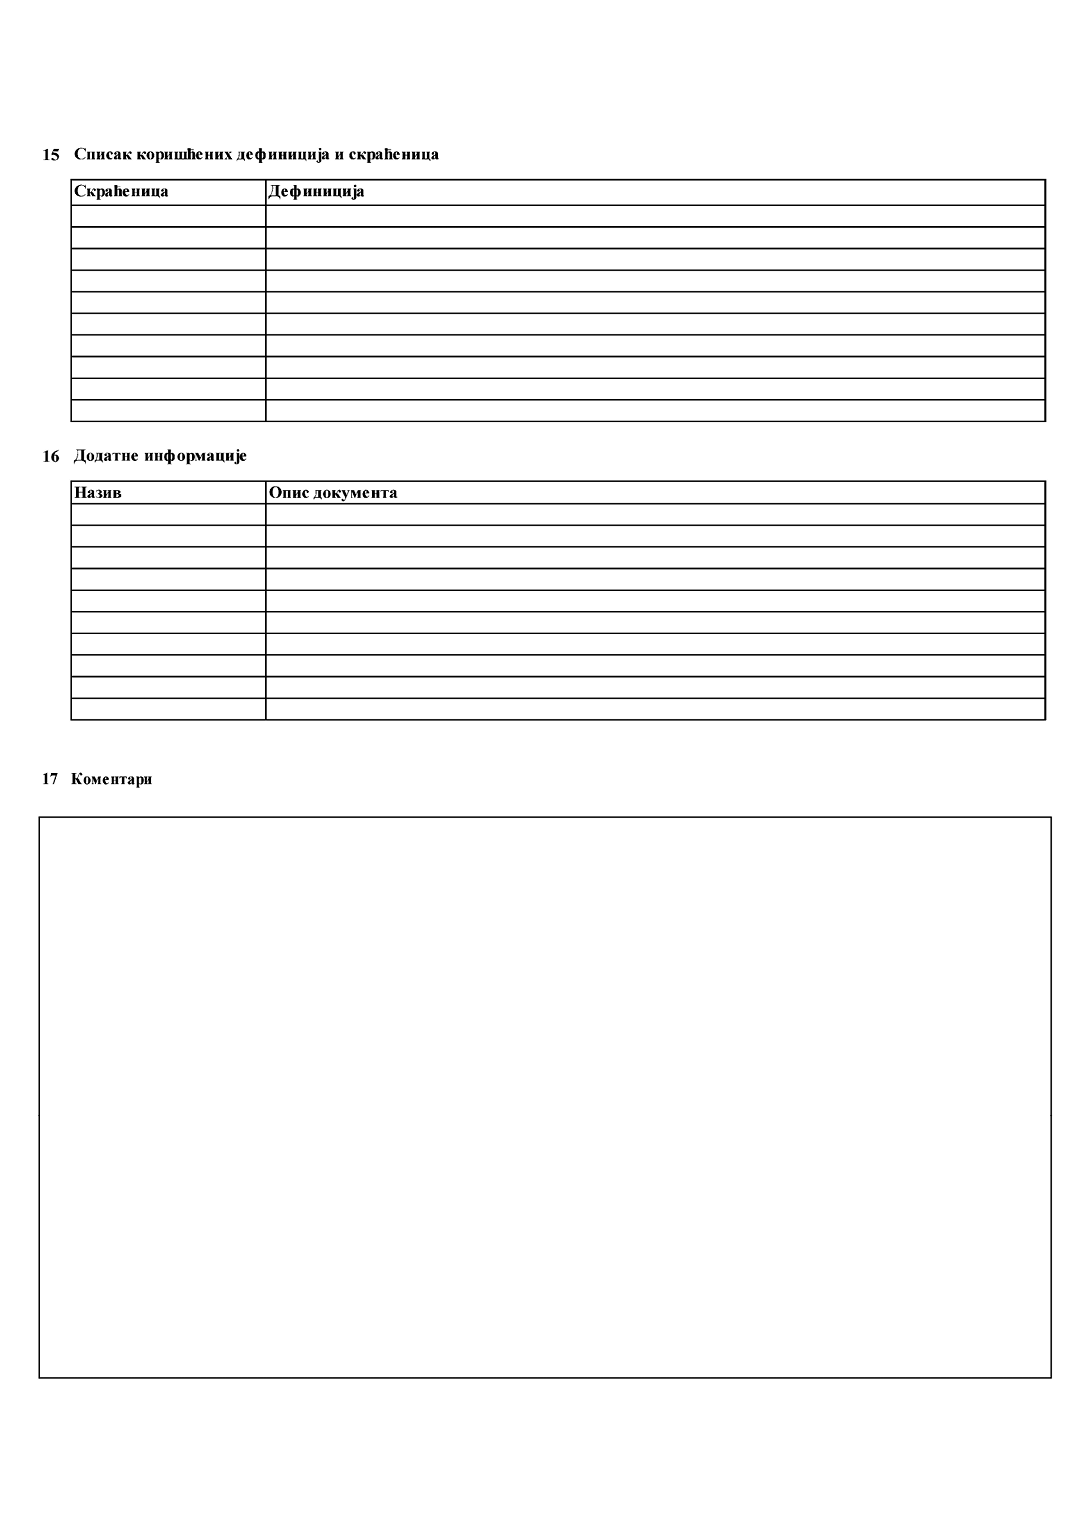 15 Списак коришћених дефиниција и скраћеница
Скраћеница Дефиниција
16 Додатне информације
Назив Опис документа
17 Коментари